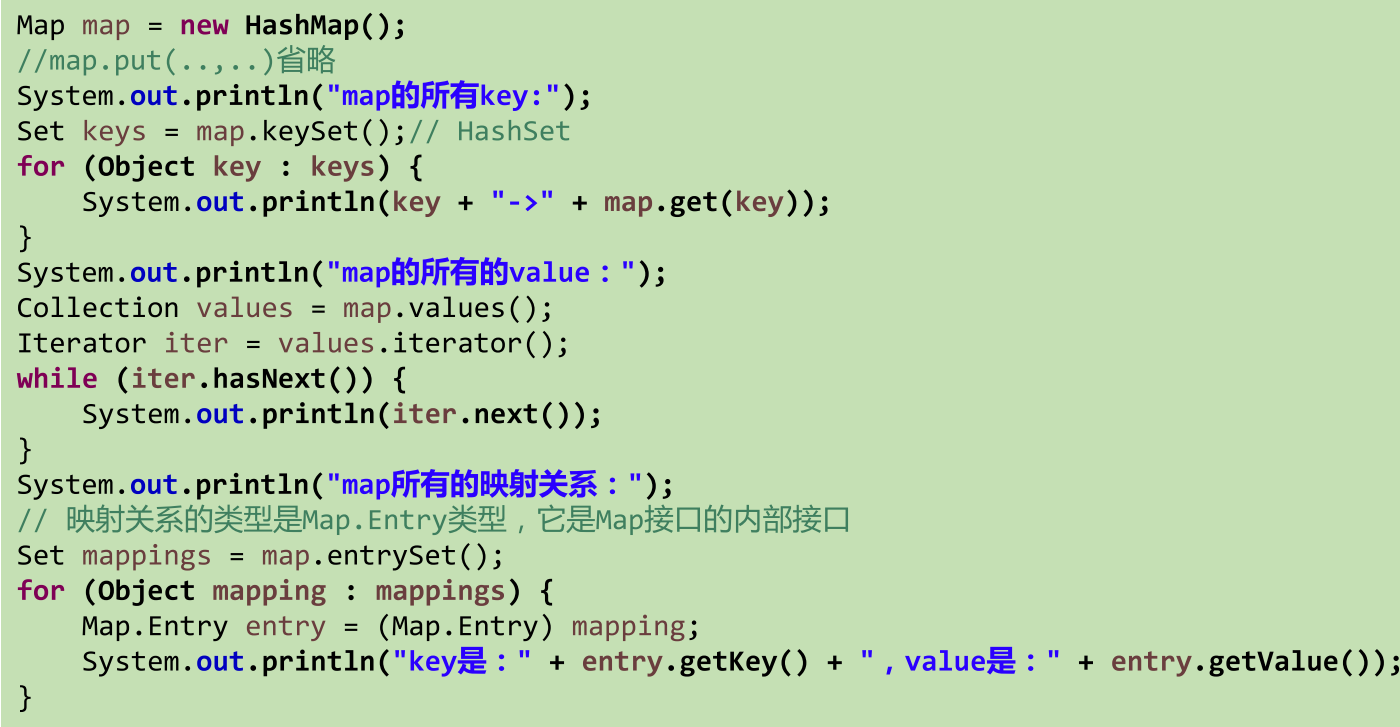 Map map = new HashMap();
//map.put(..,..)省略
System.out.println("map的所有key:");
Set keys = map.keySet();// HashSet
for (Object key : keys) {
    System.out.println(key + "->" + map.get(key));
}
System.out.println("map的所有的value：");
Collection values = map.values();
Iterator iter = values.iterator();
while (iter.hasNext()) {
    System.out.println(iter.next());
}
System.out.println("map所有的映射关系：");
// 映射关系的类型是Map.Entry类型，它是Map接口的内部接口
Set mappings = map.entrySet();
for (Object mapping : mappings) {
    Map.Entry entry = (Map.Entry) mapping;
    System.out.println("key是：" + entry.getKey() + "，value是：" + entry.getValue());
}